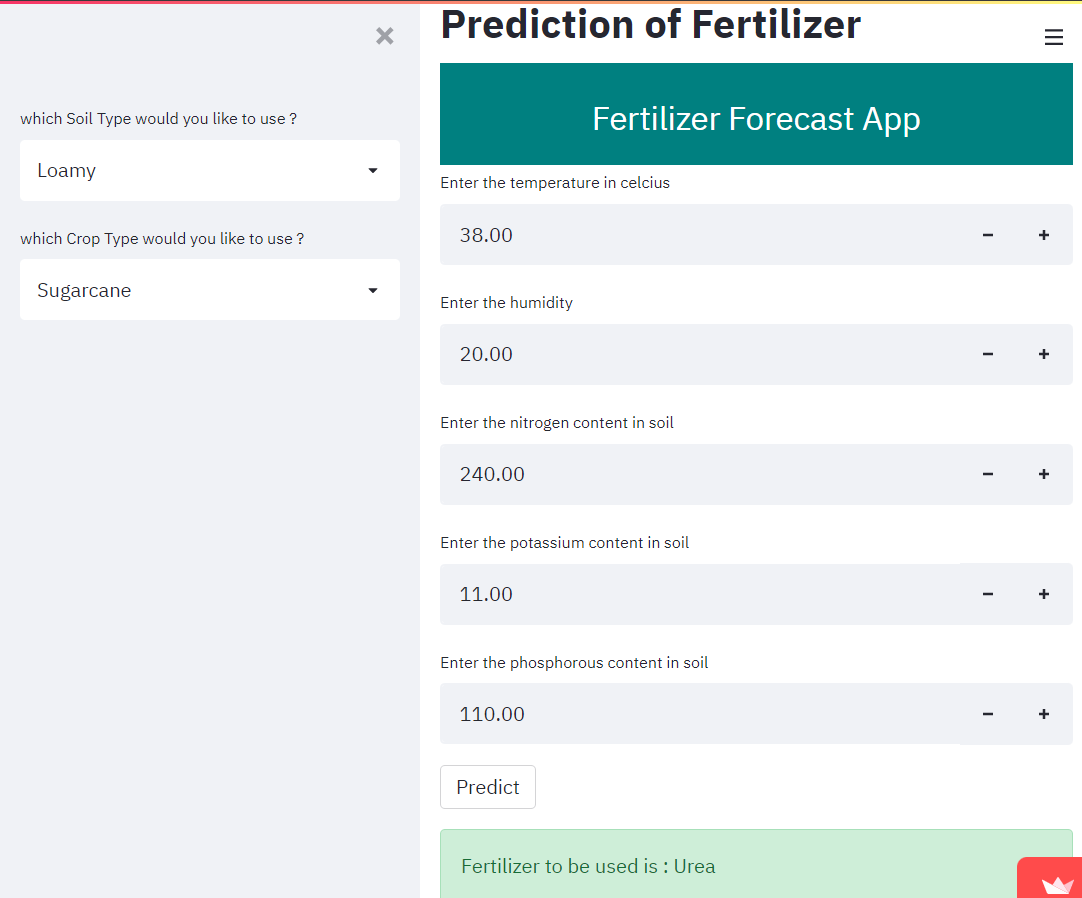 which Soil Type would you like to use ?
Loamy
which Crop Type would you like to use ?
Sugarcane
Prediction of Fertilizer
Fertilizer Forecast App
Enter the temperature in celcius
38.00
Enter the humidity
20.00
Enter the nitrogen content in soil
240.00
Enter the potassium content in soil
11.00
Enter the phosphorous content in soil
110.00
Predict
Fertilizer to be used is : Urea